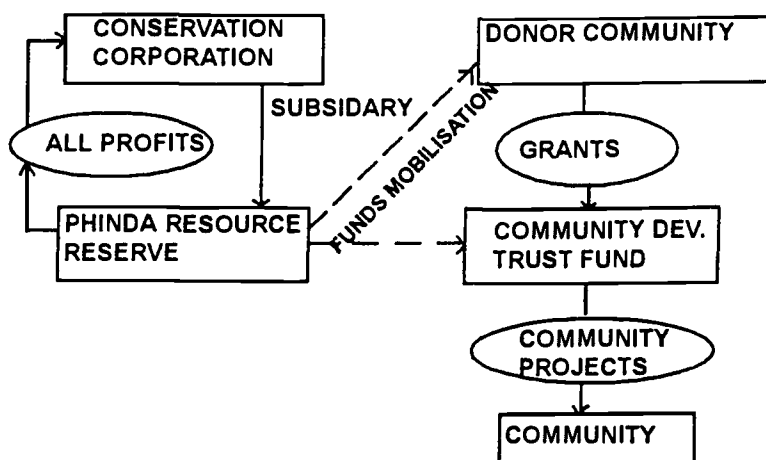 CONSERVATION
CORPORATION
DONOR COMMUNITY
SUBSIDARY
FUNDS MOBILISATION
ALL PROFITS
GRANTS
PHINDA RESOURCE
RESERVE
COMMUNITY DEV.
TRUST FUND
COMMUNITY
PROJECTS
COMMUNITY